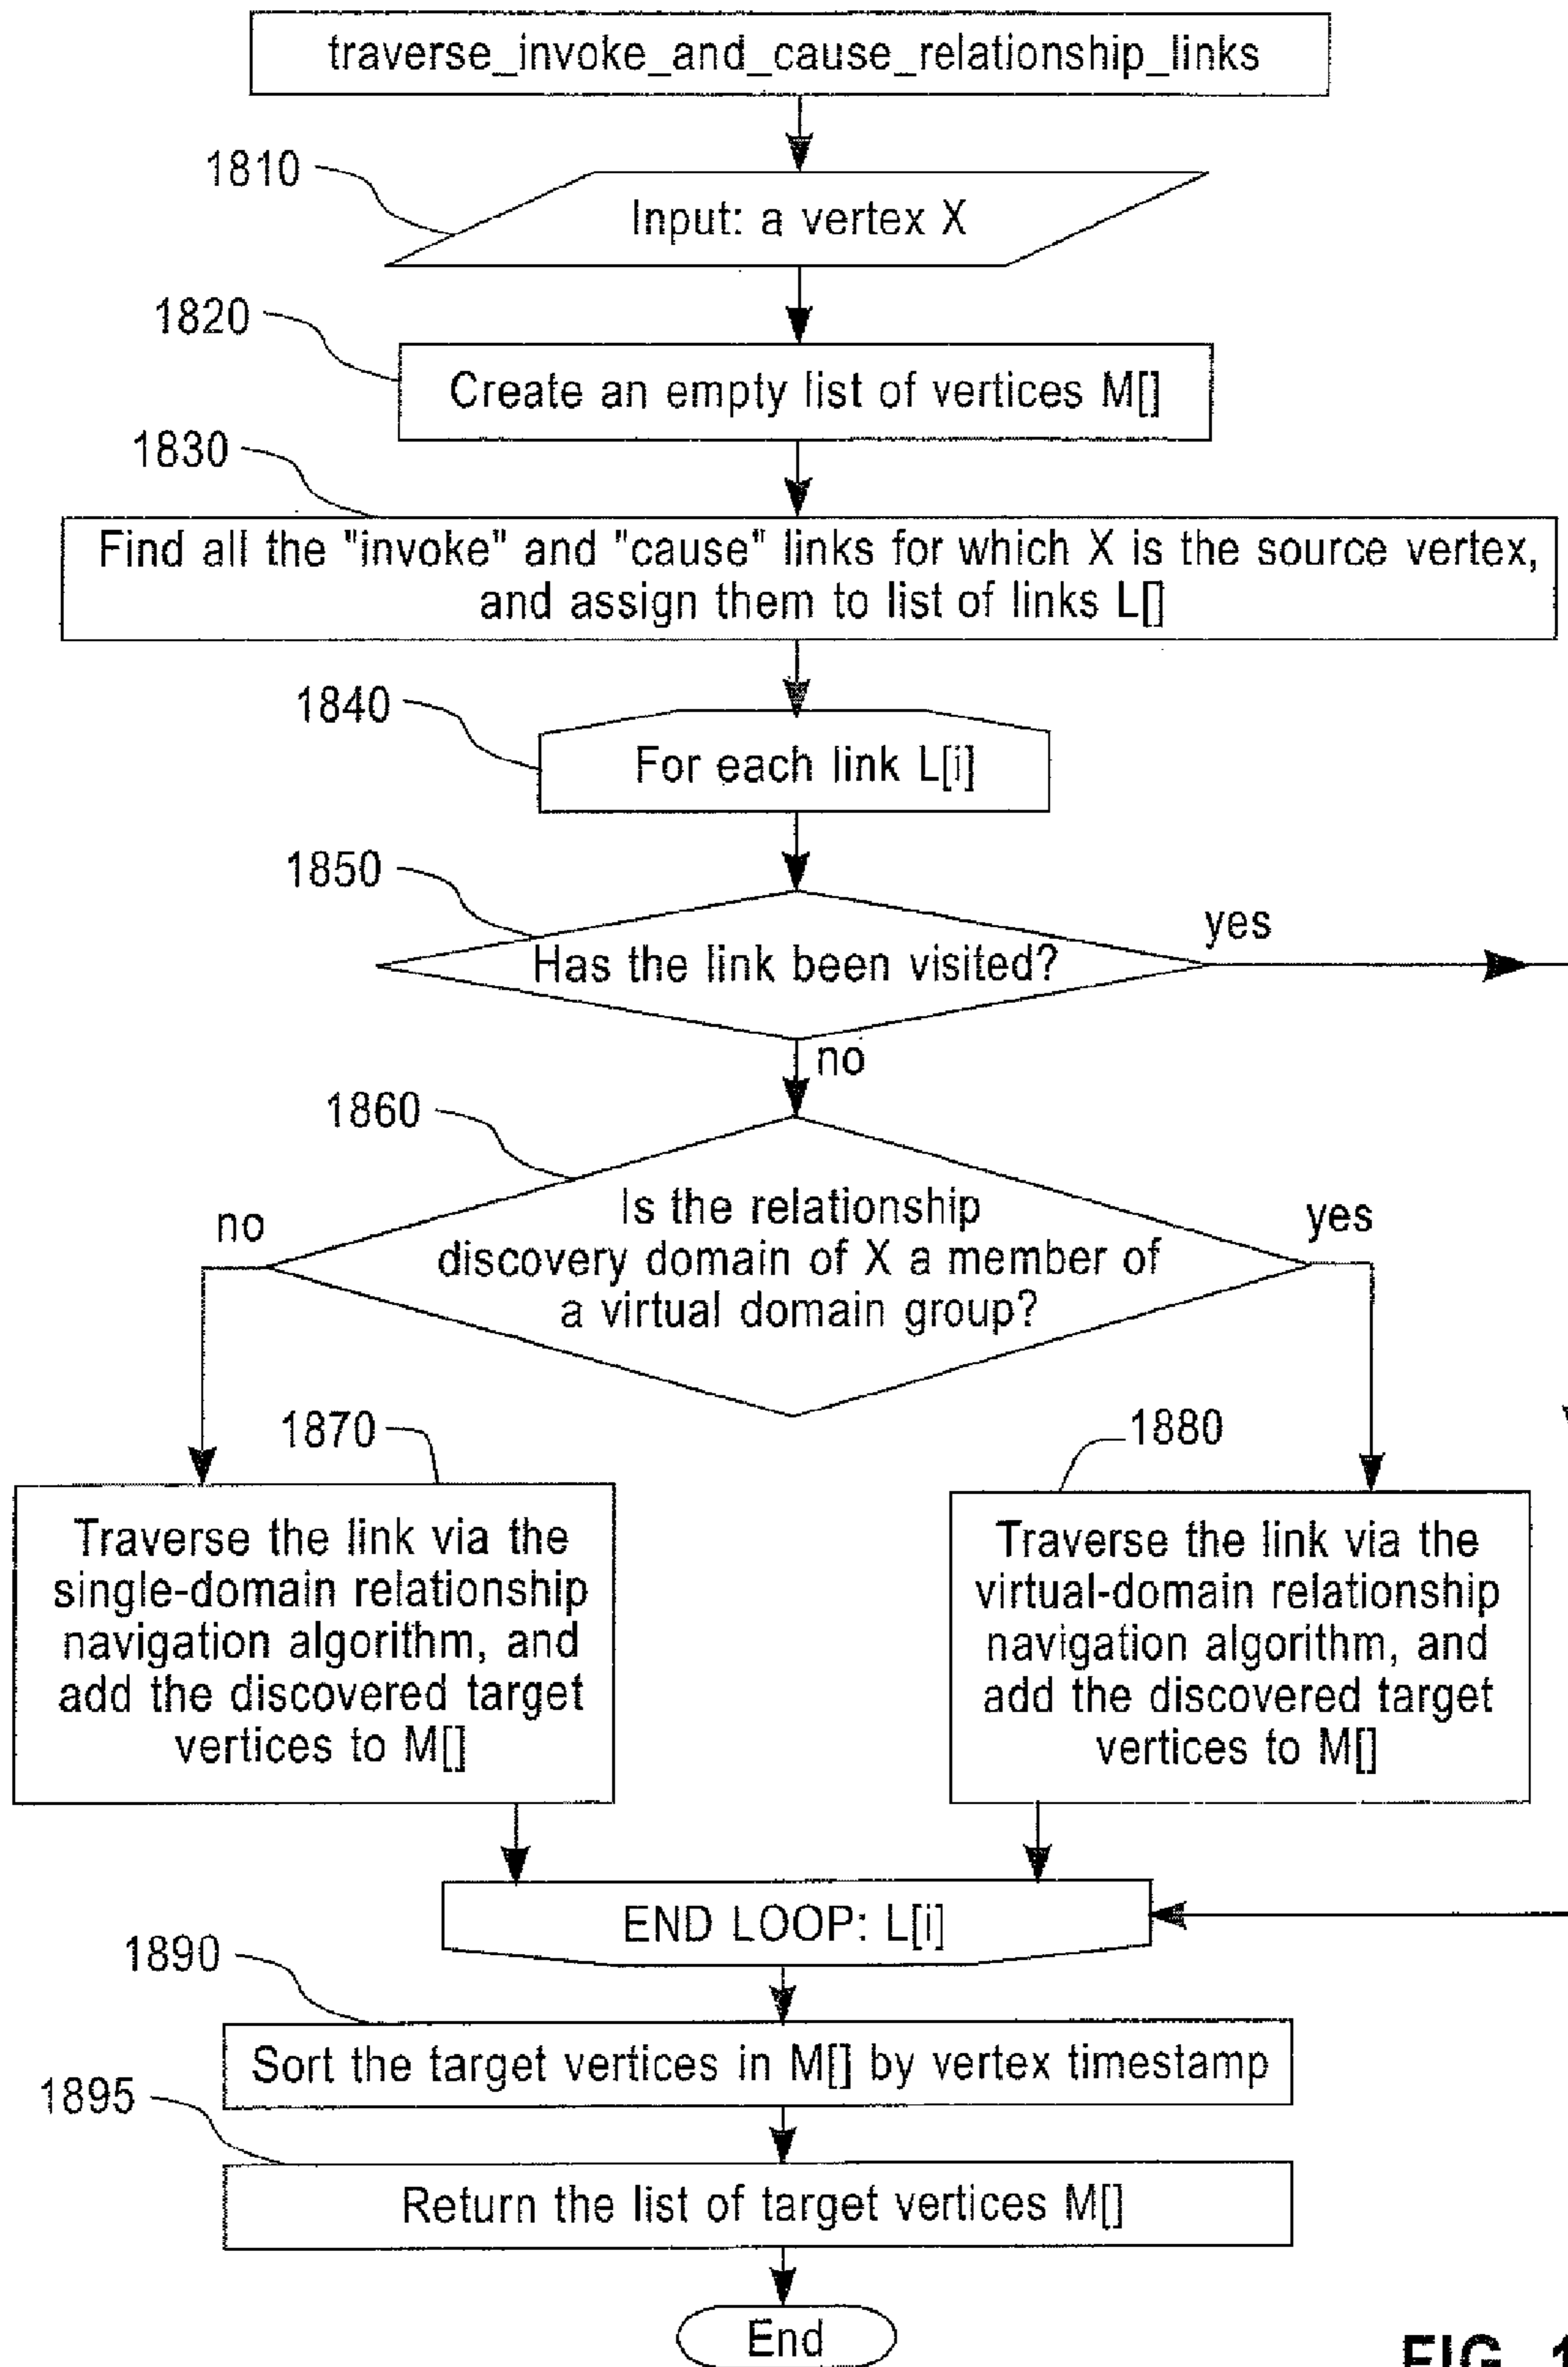 traverse_invoke_and_cause_relationship_links
1810
Input: a vertex X
1820
Create an empty list of vertices M[]
1830
Find all the "invoke" and "cause" links for which X is the source vertex,
and assign them to list of links L[]
1840
For each link L[i]
1850
Has the link been visited?
yes
no
1860
Is the relationship
discovery domain of X a member of
a virtual domain group?
no
yes
1870
Traverse the link via the
single-domain relationship
navigation algorithm, and
add the discovered target
vertices to M[]
1880
Traverse the link via the
virtual-domain relationship
navigation algorithm, and
add the discovered target
vertices to M[]
END LOOP: L[i]
1890
Sort the target vertices in M[] by vertex timestamp
1895
Return the list of target vertices M[]
End
FIG. 1